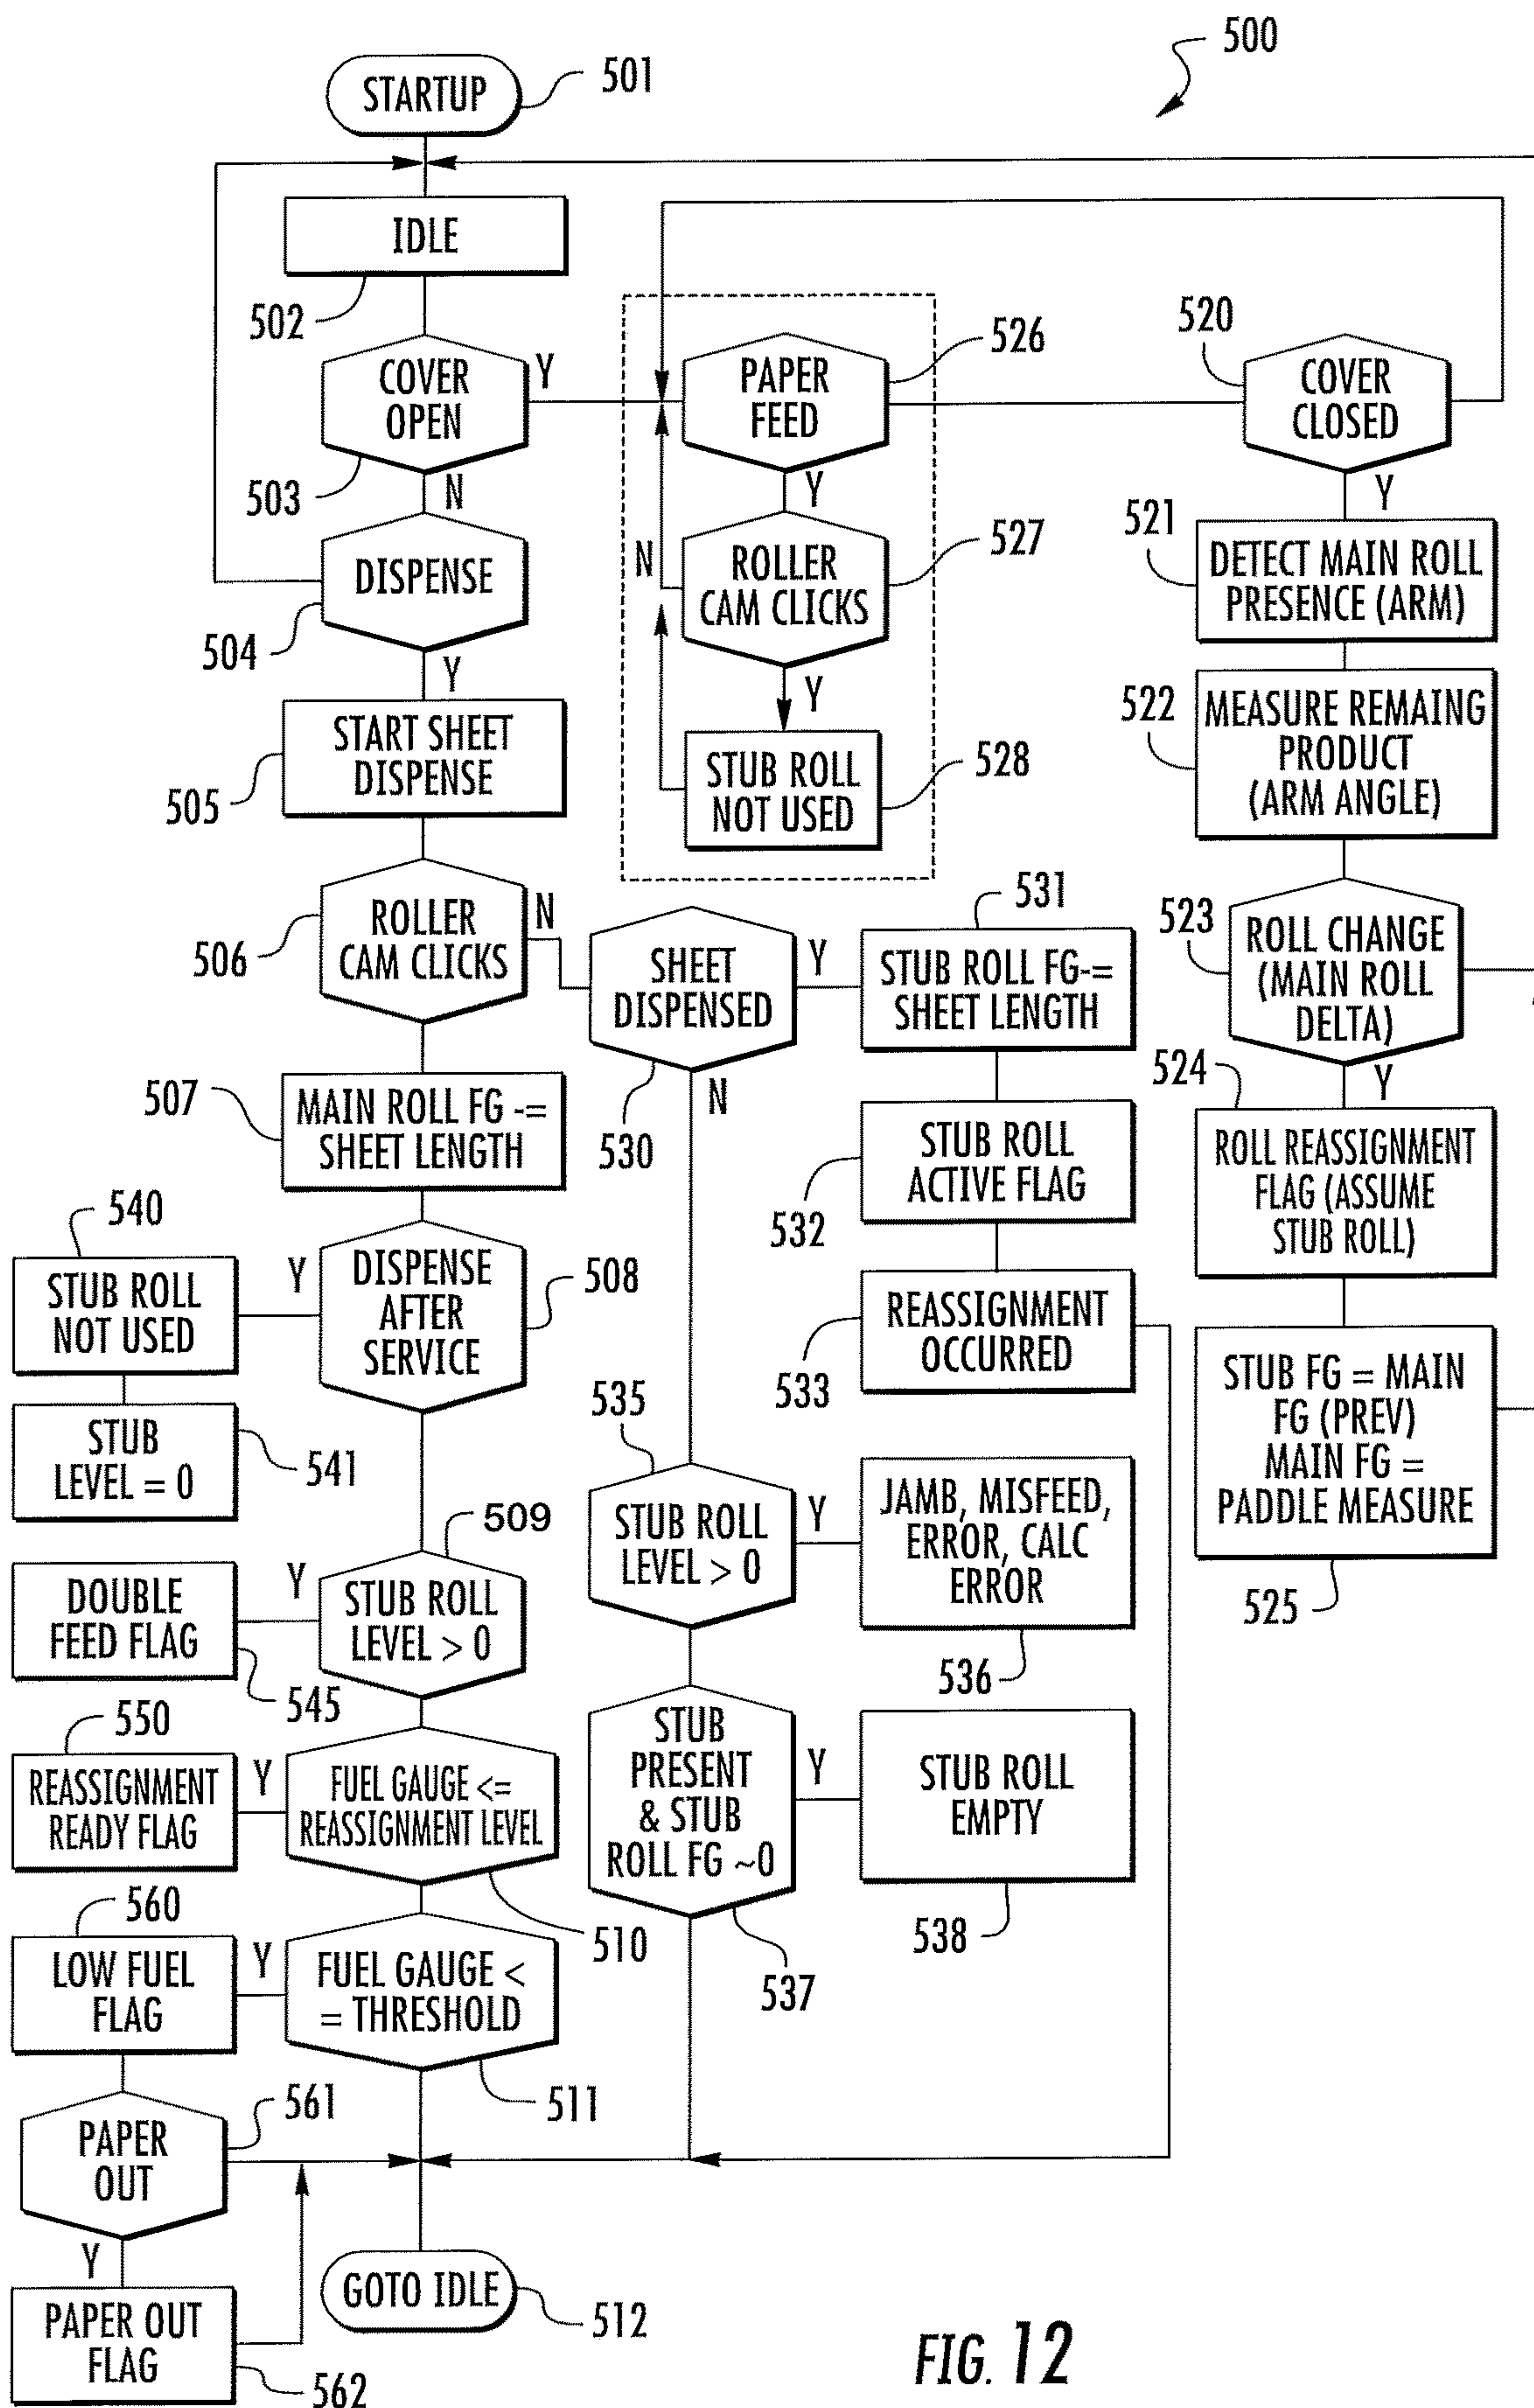 500
STARTUP
501
IDLE
502
COVER
OPEN
Y
503
N
PAPER
FEED
526
Y
520
COVER
CLOSED
Y
DISPENSE
504
Y
N
ROLLER
CAM CLICKS
527
Y
521
DETECT MAIN ROLL
PRESENCE (ARM)
START SHEET
DISPENSE
505
STUB ROLL
NOT USED
528
522
MEASURE REMAING
PRODUCT
(ARM ANGLE)
506
ROLLER
CAM CLICKS
N
SHEET
DISPENSED
530
Y
N
531
STUB ROLL FG-=
SHEET LENGTH
523
ROLL CHANGE
(MAIN ROLL
DELTA)
Y
507
MAIN ROLL FG -=
SHEET LENGTH
STUB ROLL
ACTIVE FLAG
532
524
ROLL REASSIGNMENT
FLAG (ASSUME
STUB ROLL)
540
STUB ROLL
NOT USED
Y
DISPENSE
AFTER
SERVICE
508
REASSIGNMENT
OCCURRED
533
STUB FG = MAIN
FG (PREV)
MAIN FG =
PADDLE MEASURE
525
STUB
LEVEL = 0
541
535
STUB ROLL
LEVEL > 0
Y
JAMB, MISFEED,
ERROR, CALC
ERROR
536
509
DOUBLE
FEED FLAG
545
Y
STUB ROLL
LEVEL > 0
550
REASSIGNMENT
READY FLAG
Y
FUEL GAUGE <=
REASSIGNMENT LEVEL
510
STUB
PRESENT
& STUB
ROLL FG ~0
537
Y
STUB ROLL
EMPTY
538
560
LOW FUEL
FLAG
Y
FUEL GAUGE <
= THRESHOLD
511
PAPER
OUT
561
Y
PAPER OUT
FLAG
562
GOTO IDLE
512
FIG. 12